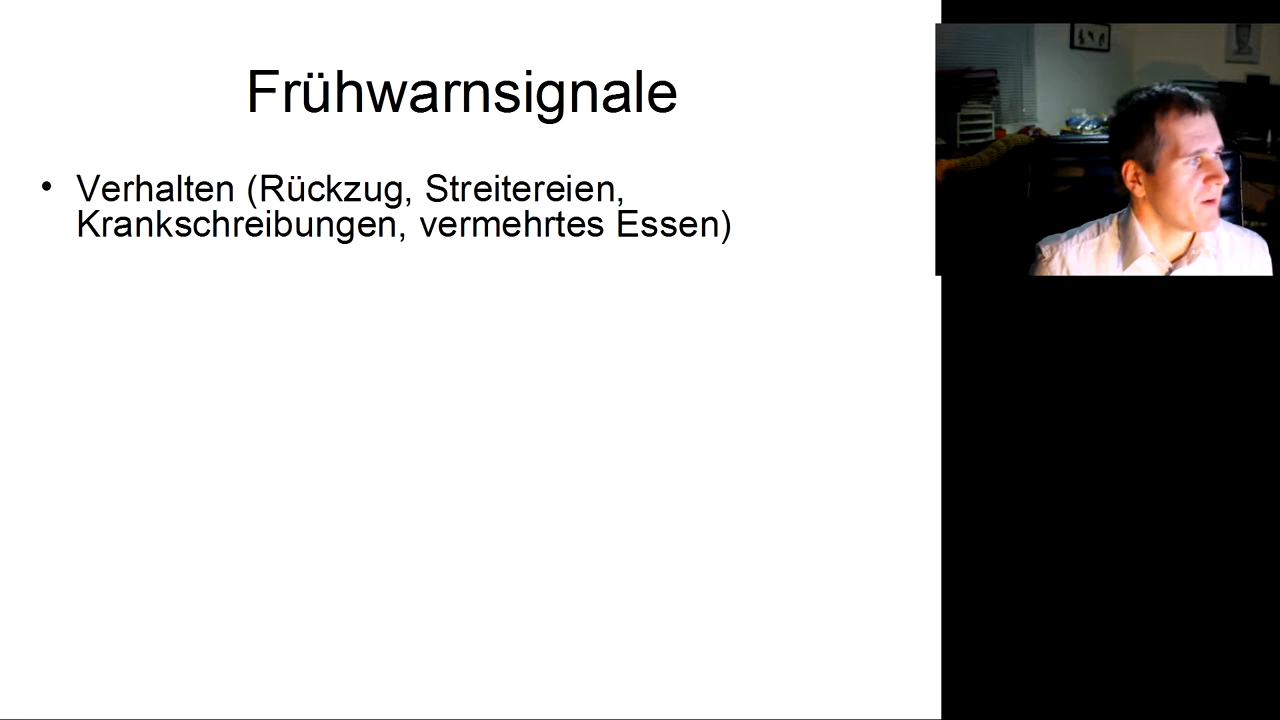 Frühwarnsignale
• Verhalten (Rückzug, Streitereien,
Krankschreibungen, vermehrtes Essen)